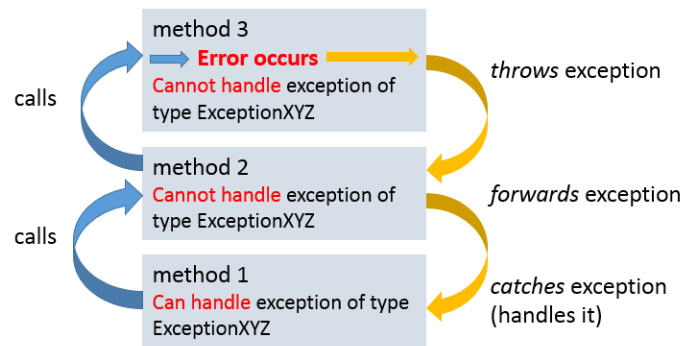 method 3
Error occurs
Cannot handle exception of
type ExceptionXYZ
calls
throws exception
method 2
Cannot handle exception of
type ExceptionXYZ
forwards exception
calls
method 1
Can handle exception of type
ExceptionXYZ
catches exception
(handles it)